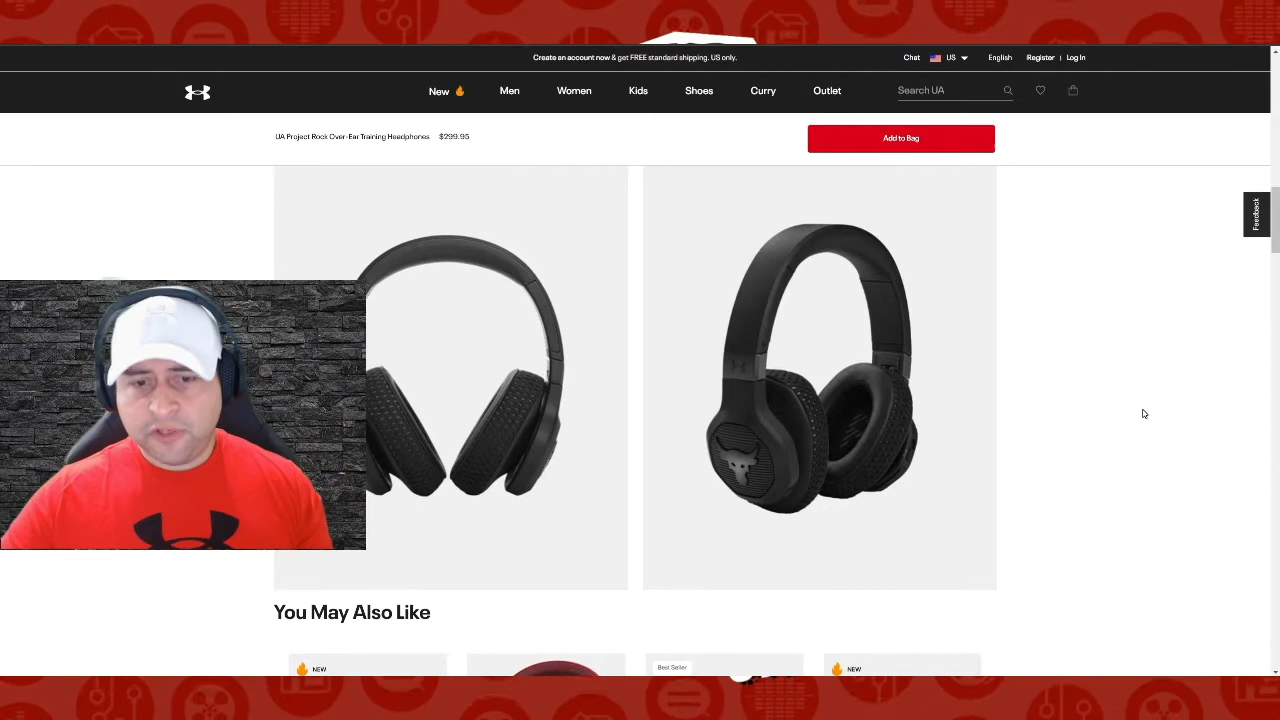 Create an account now & get FREE standard shipping. US only.
Chat US English Register | Log In
New Men Women Kids Shoes Curry Outlet Search UA
UA Project Rock Over-Ear Training Headphones $299.95
Add to Bag
Feedback
You May Also Like
NEW
Best Seller
NEW